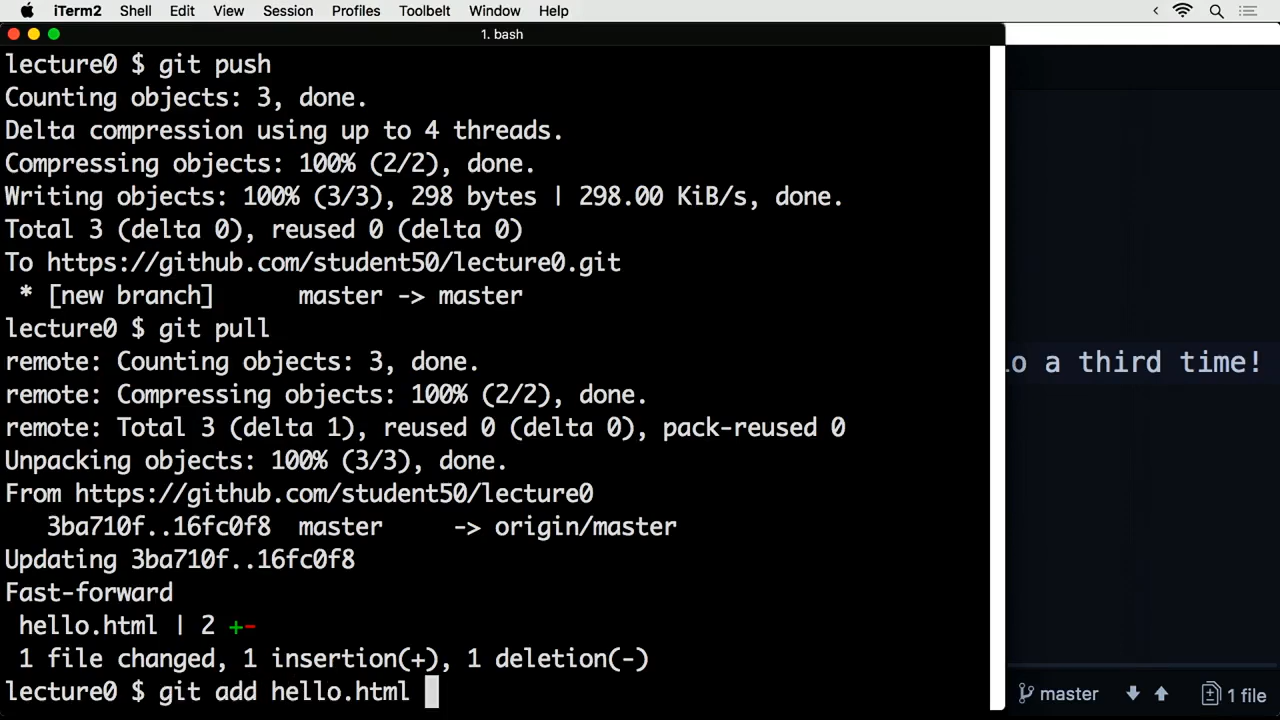 iTerm2 Shell Edit View Session Profiles Toolbelt Window Help
1. bash
lecture0 $ git push
Counting objects: 3, done.
Delta compression using up to 4 threads.
Compressing objects: 100% (2/2), done.
Writing objects: 100% (3/3), 298 bytes | 298.00 KiB/s, done.
Total 3 (delta 0), reused 0 (delta 0)
To https://github.com/student50/lecture0.git
 * [new branch]      master -> master
lecture0 $ git pull
remote: Counting objects: 3, done.
remote: Compressing objects: 100% (2/2), done.
remote: Total 3 (delta 1), reused 0 (delta 0), pack-reused 0
Unpacking objects: 100% (3/3), done.
From https://github.com/student50/lecture0
   3ba710f..16fc0f8  master     -> origin/master
Updating 3ba710f..16fc0f8
Fast-forward
 hello.html | 2 +-
 1 file changed, 1 insertion(+), 1 deletion(-)
lecture0 $ git add hello.html
a third time!
master 1 file